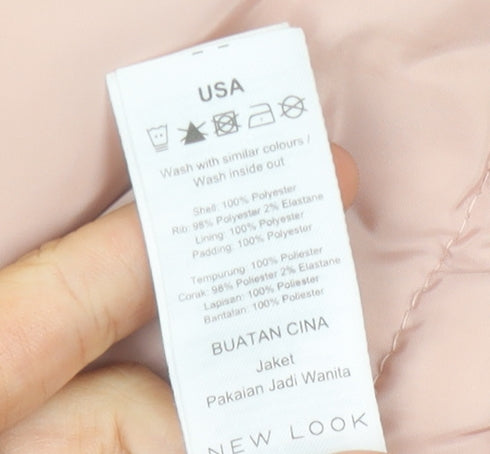 USA
Wash with similar colours /
Wash inside out
Shell: 100% Polyester
Rib: 98% Polyester 2% Elastane
Lining: 100% Polyester
Padding: 100% Polyester
Tempurung: 100% Poliester
Corak: 98% Poliester 2% Elastane
Lapisan: 100% Poliester
Bantalan: 100% Poliester
BUATAN CINA
Jaket
Pakaian Jadi Wanita
NEW LOOK